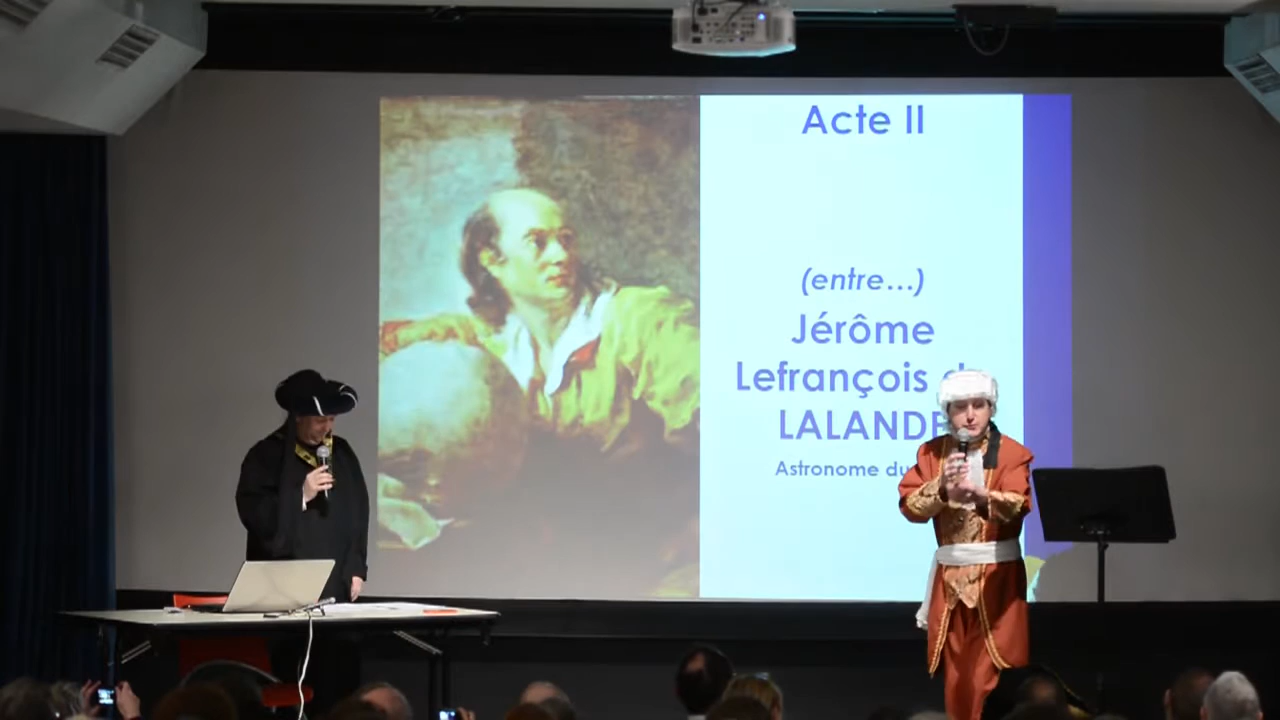 Acte II
(entre...)
Jérôme
Lefrançois
LALANDE
Astronome du